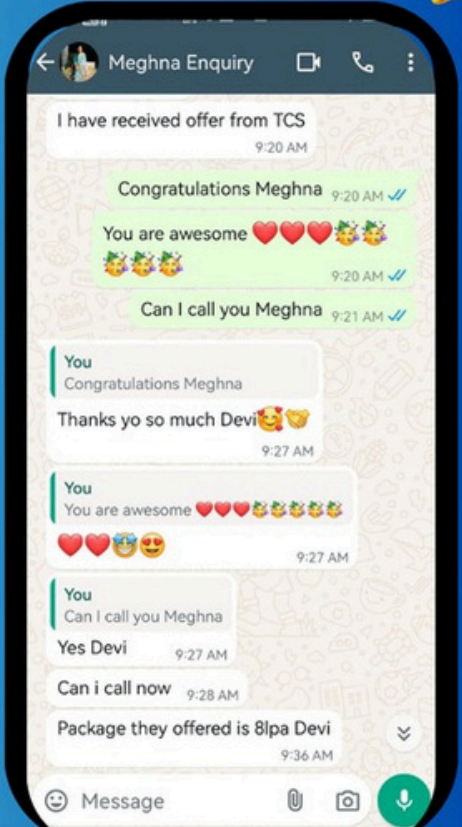 Meghna Enquiry
I have received offer from TCS
9:20 AM
Congratulations Meghna 9:20 AM
You are awesome ❤️❤️❤️🥳🥳
🥳🥳🥳
9:20 AM
Can I call you Meghna 9:21 AM
You
Congratulations Meghna
Thanks yo so much Devi🥰🤝
9:27 AM
You
You are awesome ❤️❤️❤️🥳🥳🥳🥳🥳
❤️❤️🤩😍
9:27 AM
You
Can I call you Meghna
Yes Devi 9:27 AM
Can i call now 9:28 AM
Package they offered is 8lpa Devi
9:36 AM
Message